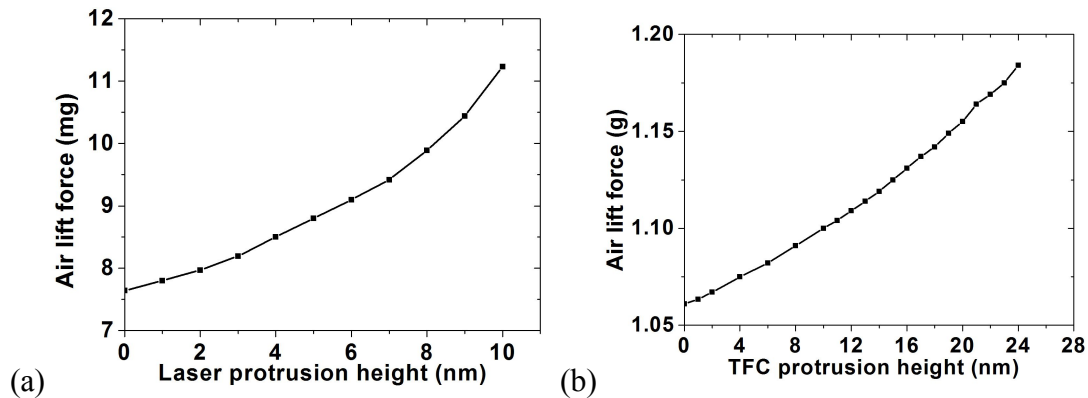 12
11
10
9
8
7
Air lift force (mg)
0 2 4 6 8 10
Laser protrusion height (nm)
(a)
1.20
1.15
1.10
1.05
Air lift force (g)
0 4 8 12 16 20 24 28
TFC protrusion height (nm)
(b)